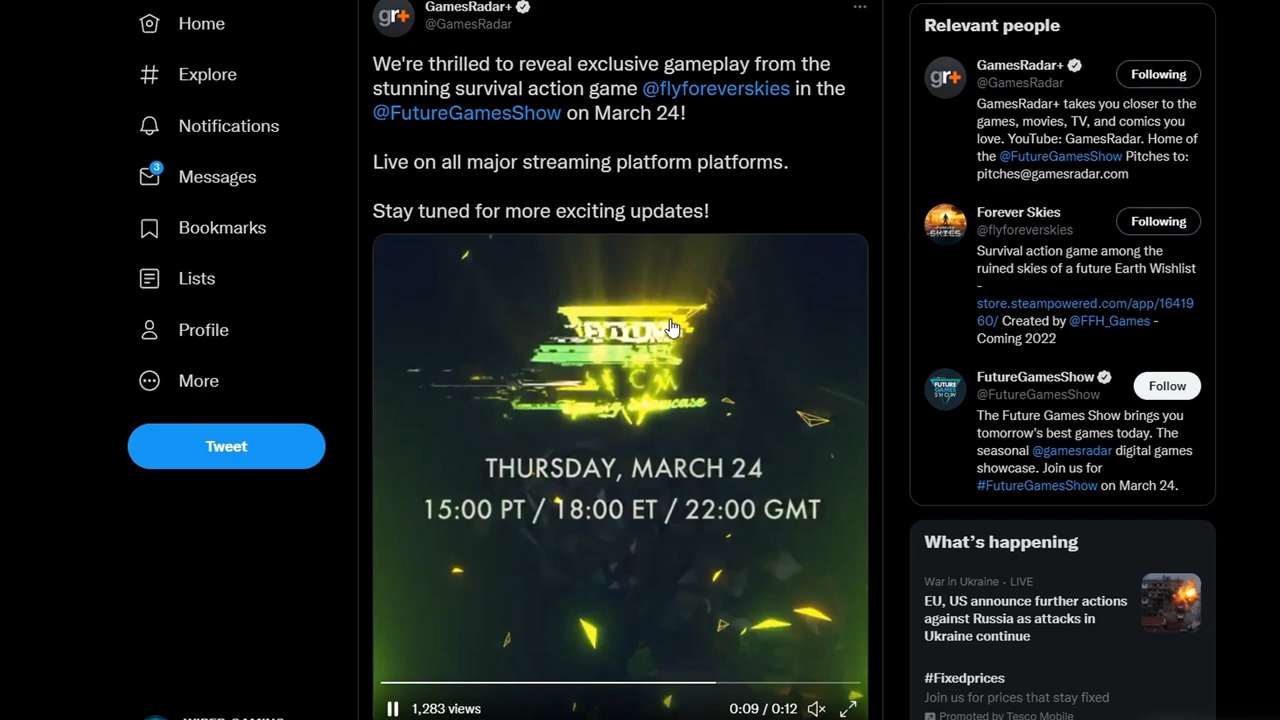 Home
Explore
Notifications
3
Messages
Bookmarks
Lists
Profile
More
Tweet
gr+
GamesRadar+
@GamesRadar
We're thrilled to reveal exclusive gameplay from the
stunning survival action game @flyforeverskies in the
@FutureGamesShow on March 24!
Live on all major streaming platform platforms.
Stay tuned for more exciting updates!
THURSDAY, MARCH 24
15:00 PT / 18:00 ET / 22:00 GMT
1,283 views
0:09 / 0:12
Relevant people
gr+
GamesRadar+
Following
@GamesRadar
GamesRadar+ takes you closer to the
games, movies, TV, and comics you
love. YouTube: GamesRadar. Home of
the @FutureGamesShow Pitches to:
pitches@gamesradar.com
FOREVER SKIES
Forever Skies
Following
@flyforeverskies
Survival action game among the
ruined skies of a future Earth Wishlist
-
store.steampowered.com/app/16419
60/ Created by @FFH_Games -
Coming 2022
FUTURE GAMES SHOW
FutureGamesShow
Follow
@FutureGamesShow
The Future Games Show brings you
tomorrow's best games today. The
seasonal @gamesradar digital games
showcase. Join us for
#FutureGamesShow on March 24.
What's happening
War in Ukraine · LIVE
EU, US announce further actions
against Russia as attacks in
Ukraine continue
#Fixedprices
Join us for prices that stay fixed
Promoted by Tesco Mobile